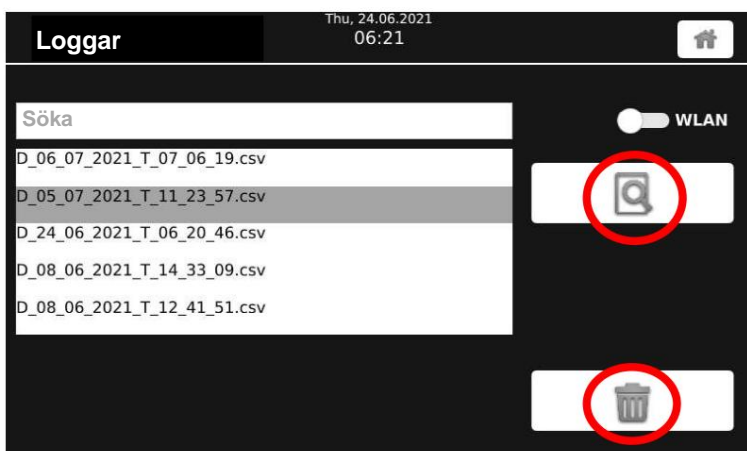 Thu, 24.06.2021
Loggar
06:21
Söka
WLAN
D_06_07_2021_T_07_06_19.csv
D_05_07_2021_T_11_23_57.csv
D_24_06_2021_T_06_20_46.csv
D_08_06_2021_T_14_33_09.csv
D_08_06_2021_T_12_41_51.csv